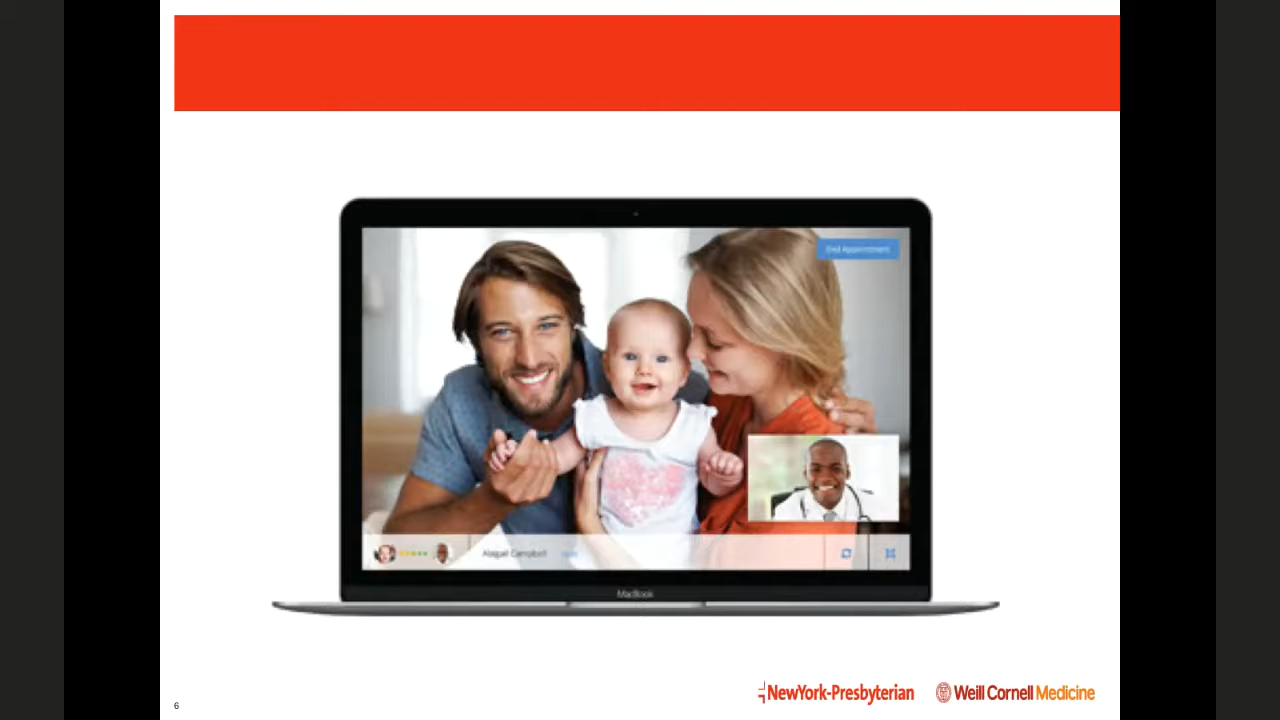 End Appointment
Abigail Campbell
MacBook
NewYork-Presbyterian
Weill Cornell Medicine
6